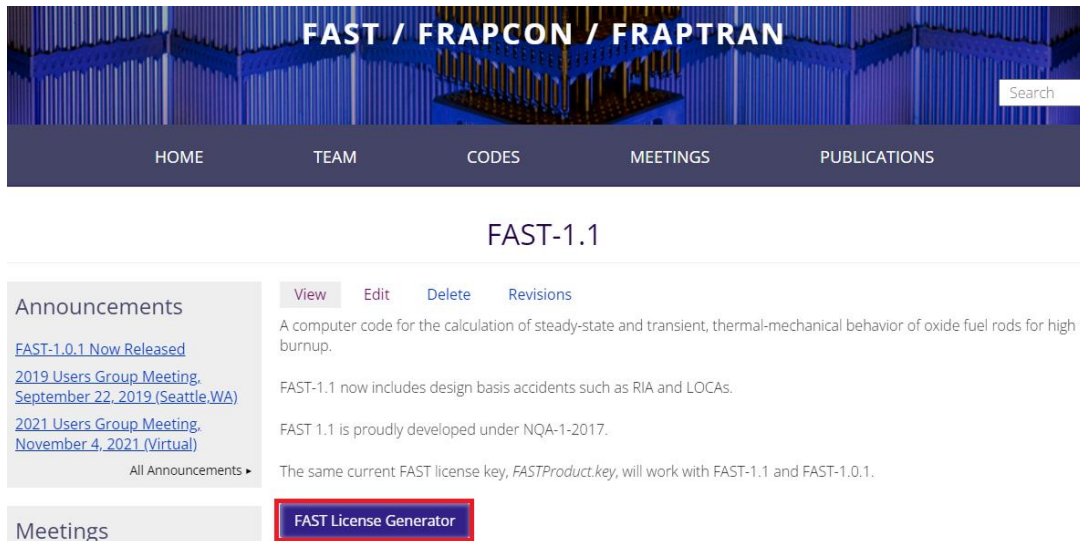 FAST / FRAPCON / FRAPTRAN
Search
HOME TEAM CODES MEETINGS PUBLICATIONS
FAST-1.1
Announcements
FAST-1.0.1 Now Released
2019 Users Group Meeting,
September 22, 2019 (Seattle,WA)
2021 Users Group Meeting,
November 4, 2021 (Virtual)
All Announcements ▸
Meetings
View Edit Delete Revisions
A computer code for the calculation of steady-state and transient, thermal-mechanical behavior of oxide fuel rods for high
burnup.
FAST-1.1 now includes design basis accidents such as RIA and LOCAs.
FAST 1.1 is proudly developed under NQA-1-2017.
The same current FAST license key, FASTProduct.key, will work with FAST-1.1 and FAST-1.0.1.
FAST License Generator